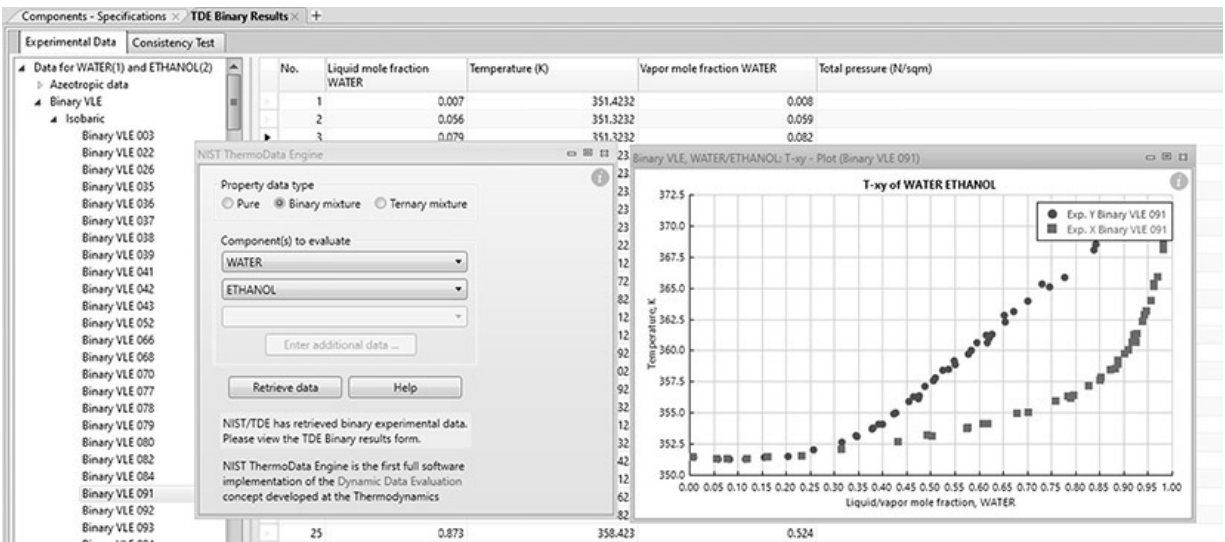 Components - Specifications × TDE Binary Results × +
Experimental Data Consistency Test
Data for WATER(1) and ETHANOL(2)
Azeotropic data
Binary VLE
Isobaric
Binary VLE 003
Binary VLE 022
Binary VLE 026
Binary VLE 035
Binary VLE 036
Binary VLE 037
Binary VLE 038
Binary VLE 039
Binary VLE 041
Binary VLE 042
Binary VLE 043
Binary VLE 052
Binary VLE 066
Binary VLE 068
Binary VLE 070
Binary VLE 077
Binary VLE 078
Binary VLE 079
Binary VLE 080
Binary VLE 082
Binary VLE 084
Binary VLE 091
Binary VLE 092
Binary VLE 093
No. Liquid mole fraction Temperature (K) Vapor mole fraction WATER Total pressure (N/sqm)
WATER
1 0.007 351.4232 0.008
2 0.056 351.3232 0.059
3 0.079 351.3232 0.082
25 0.873 358.423 0.524
NIST ThermoData Engine
Property data type
Pure Binary mixture Ternary mixture
Component(s) to evaluate
WATER
ETHANOL
Enter additional data ...
Retrieve data Help
NIST/TDE has retrieved binary experimental data.
Please view the TDE Binary results form.
NIST ThermoData Engine is the first full software
implementation of the Dynamic Data Evaluation
concept developed at the Thermodynamics
Binary VLE, WATER/ETHANOL: T-xy - Plot (Binary VLE 091)
T-xy of WATER ETHANOL
Exp. Y Binary VLE 091
Exp. X Binary VLE 091
372.5
370.0
367.5
365.0
362.5
360.0
357.5
355.0
352.5
350.0
Temperature, K
0.00 0.05 0.10 0.15 0.20 0.25 0.30 0.35 0.40 0.45 0.50 0.55 0.60 0.65 0.70 0.75 0.80 0.85 0.90 0.95 1.00
Liquid/vapor mole fraction, WATER